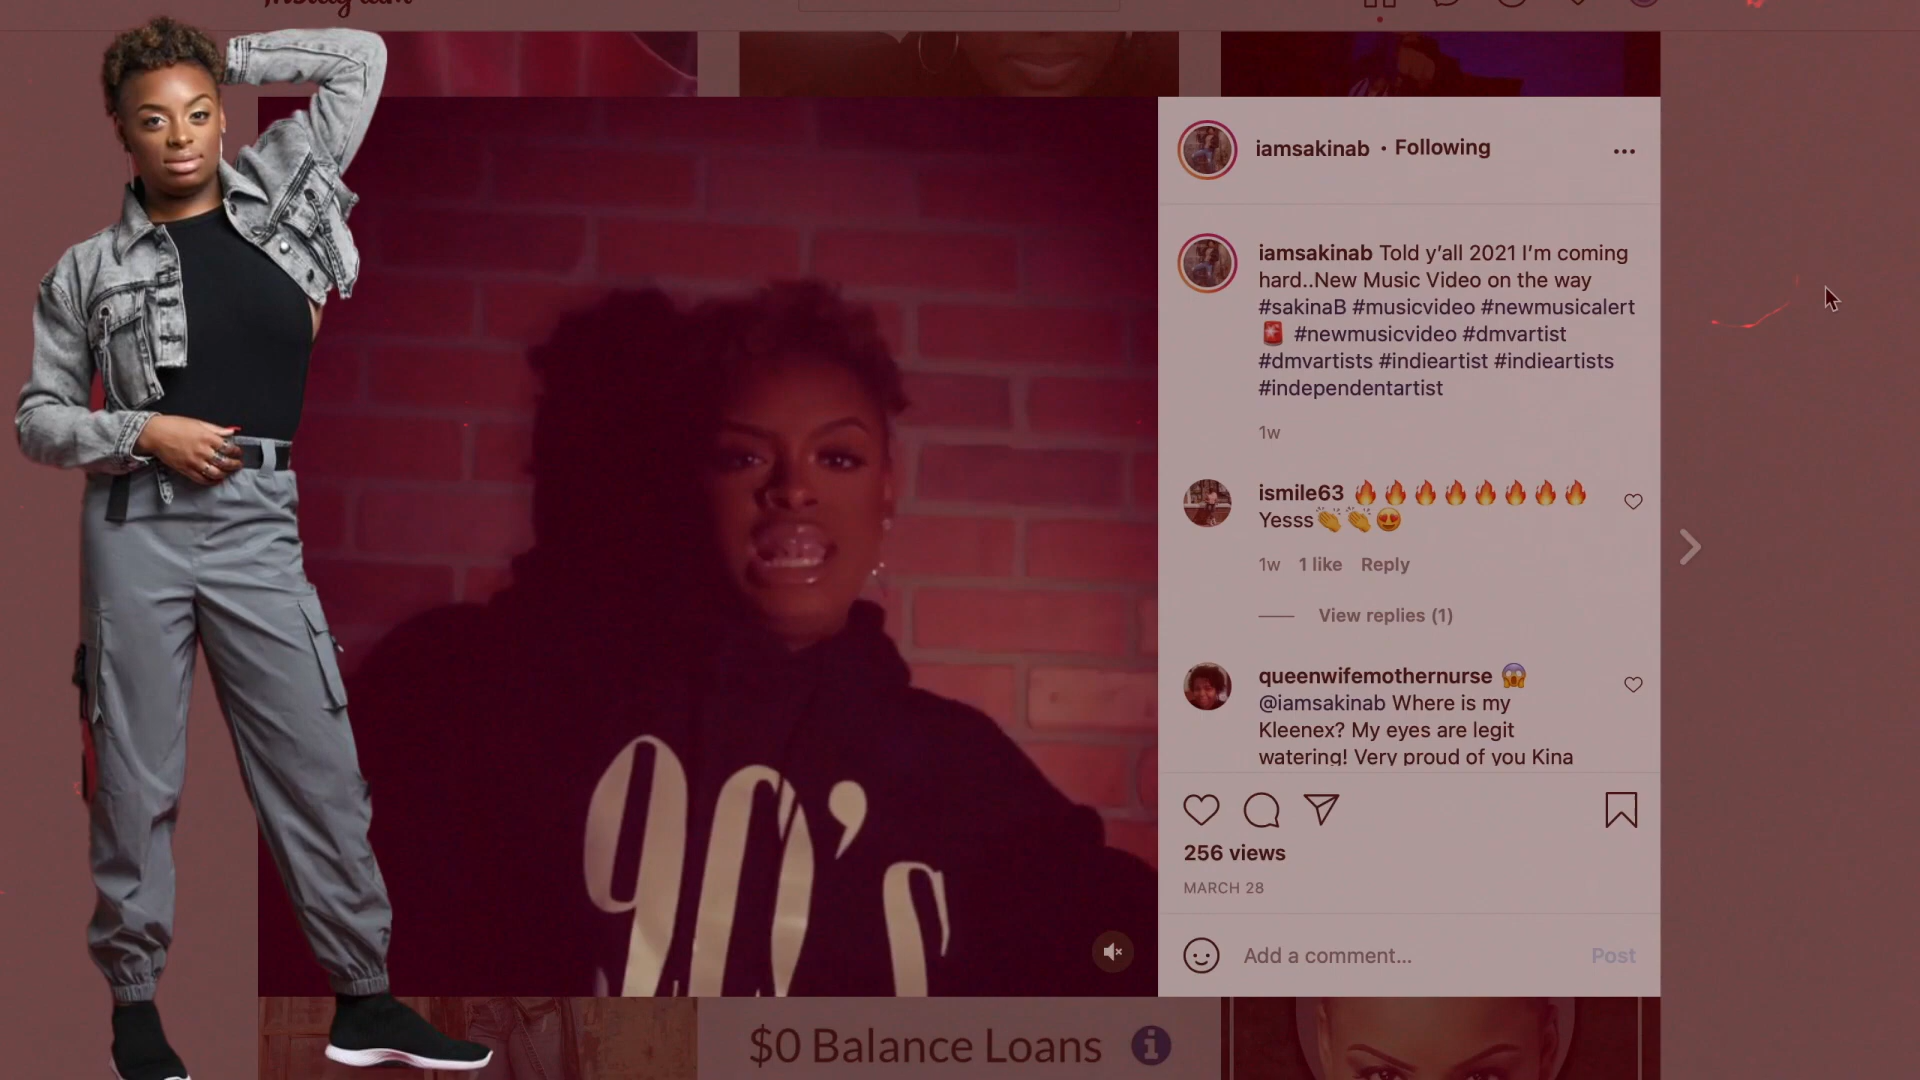 iamsakinab • Following
iamsakinab Told y’all 2021 I’m coming
hard..New Music Video on the way
#sakinaB #musicvideo #newmusicalert
🚨 #newmusicvideo #dmvartist
#dmvartists #indieartist #indieartists
#independentartist
1w
ismile63 🔥🔥🔥🔥🔥🔥🔥🔥
Yesss👏👏😍
1w 1 like Reply
View replies (1)
queenwifemothernurse 😱
@iamsakinab Where is my
Kleenex? My eyes are legit
watering! Very proud of you Kina
256 views
MARCH 28
Add a comment... Post
90's
$0 Balance Loans